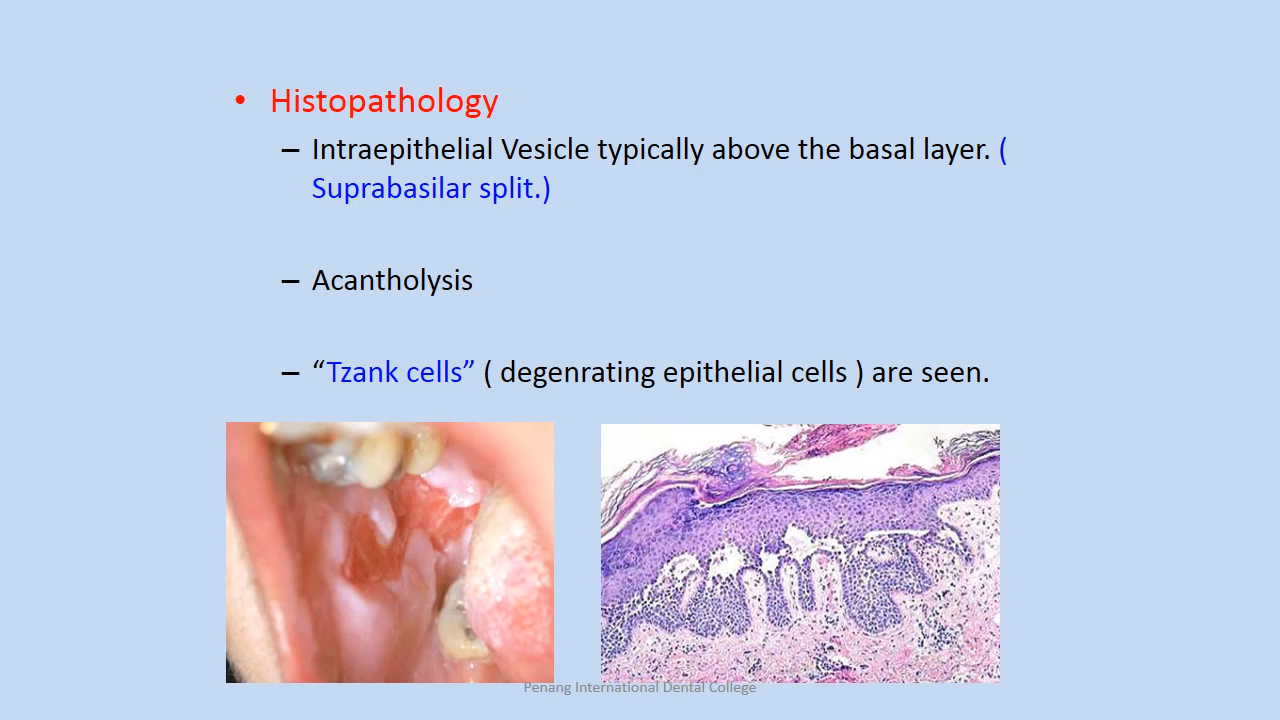 • Histopathology
– Intraepithelial Vesicle typically above the basal layer. (
Suprabasilar split.)
– Acantholysis
– “Tzank cells” ( degenrating epithelial cells ) are seen.
Penang International Dental College